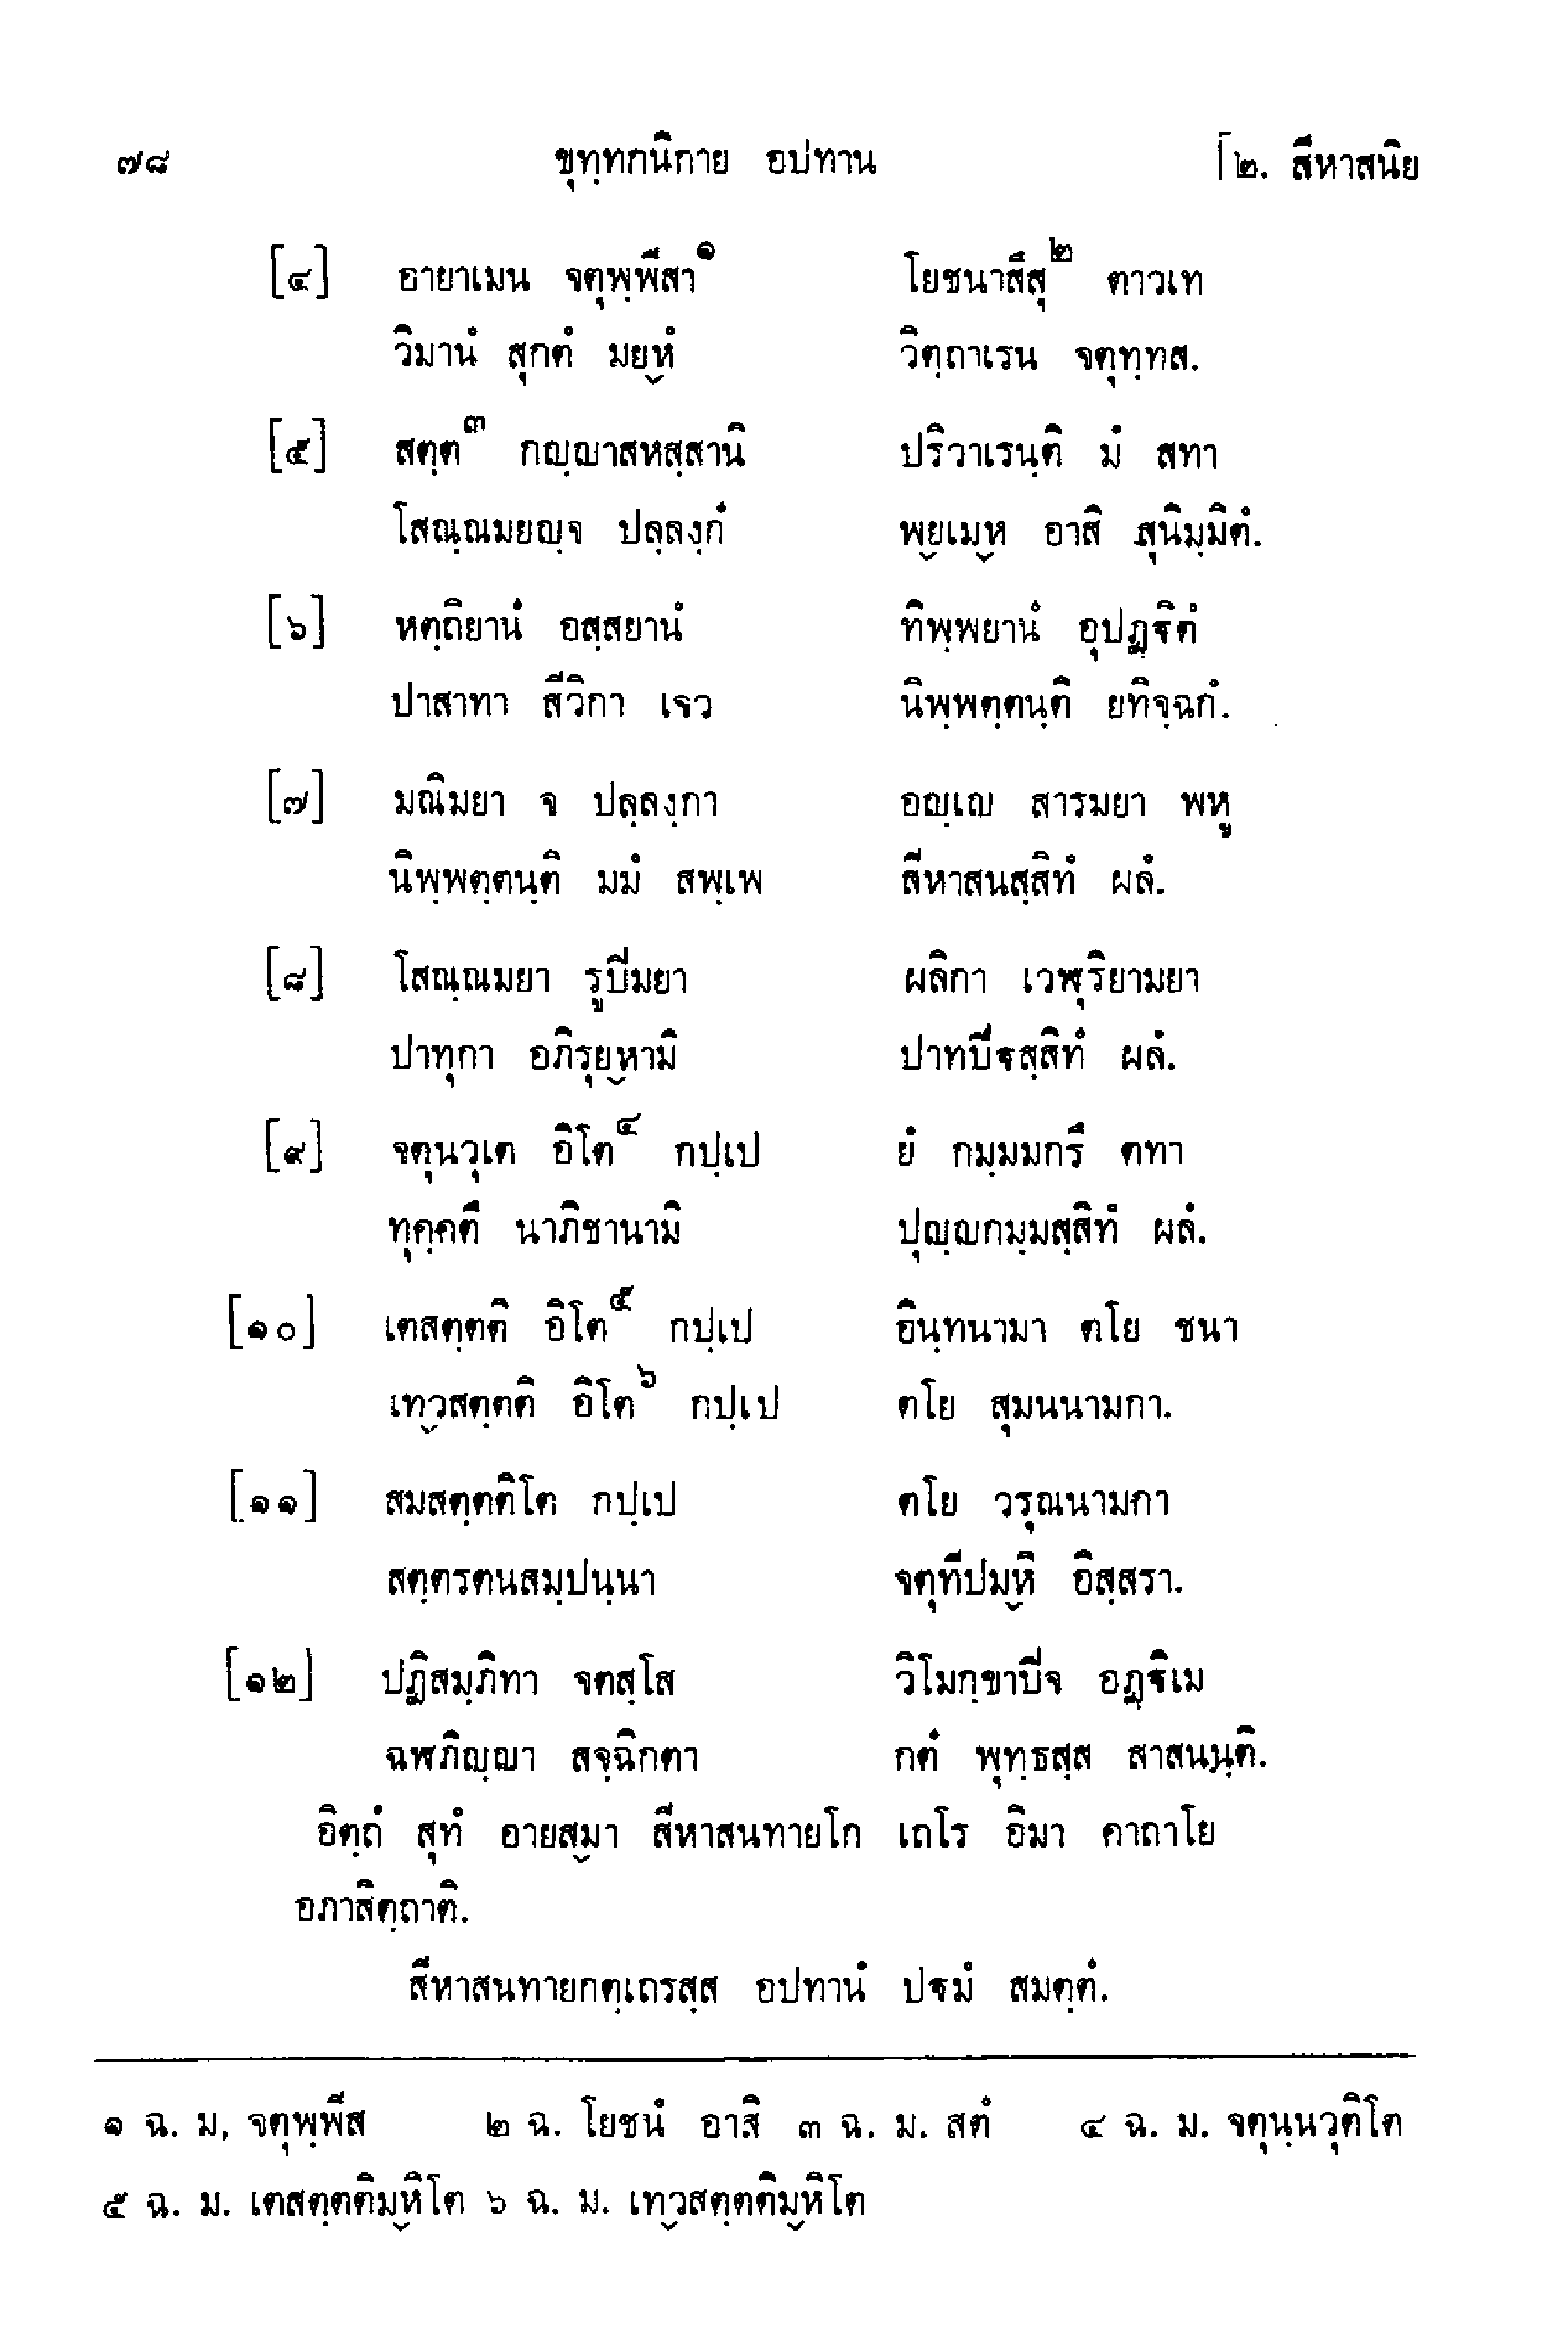 ๗๘ ขุทฺทกนิกาย อปทาน [๒. สีหาสนิย
[๔] อายาเมน จตุพฺพีสา๑ โยชนาสึสุ๒ ตาวเท
วิมานํ สุกตํ มยฺหํ วิตฺถาเรน จตุทฺทส.
[๕] สตฺต๓ กญฺญาสหสฺสานิ ปริวาเรนฺติ มํ สทา
โสณฺณมยญฺจ ปลฺลงฺกํ พฺยเมฺห อาสิ สุนิมฺมิตํ.
[๖] หตฺถิยานํ อสฺสยานํ ทิพฺพยานํ อุปฏฺฐิตํ
ปาสาทา สีวิกา เจว นิพฺพตฺตนฺติ ยทิจฺฉกํ.
[๗] มณิมยา จ ปลฺลงฺกา อญฺเญ สารมยา พหู
นิพฺพตฺตนฺติ มมํ สพฺเพ สีหาสนสฺสิทํ ผลํ.
[๘] โสณฺณมยา รูปิมยา ผลิกา เวฬุริยามยา
ปาทุกา อภิรุยฺหามิ ปาทปีฐสฺสิทํ ผลํ.
[๙] จตุนวุเต อิโต๔ กปฺเป ยํ กมฺมมกรึ ตทา
ทุคฺคตึ นาภิชานามิ ปุญฺญกมฺมสฺสิทํ ผลํ.
[๑๐] เตสตฺตติ อิโต๕ กปฺเป อินฺทนามา ตโย ชนา
เทฺวสตฺตติ อิโต๖ กปฺเป ตโย สุมนนามกา.
[๑๑] สมสตฺตติโต กปฺเป ตโย วรุณนามกา
สตฺตรตนสมฺปนฺนา จตุทีปมฺหิ อิสฺสรา.
[๑๒] ปฏิสมฺภิทา จตสฺโส วิโมกฺขาปิจ อฏฺฐิเม
ฉฬภิญฺญา สจฺฉิกตา กตํ พุทฺธสฺส สาสนนฺติ.
อิตฺถํ สุทํ อายสฺมา สีหาสนทายโก เถโร อิมา คาถาโย
อภาสิตฺถาติ.
สีหาสนทายกตฺเถรสฺส อปทานํ ปฐมํ สมตฺตํ.
๑ ฉ. ม, จตุพฺพีส ๒ ฉ. โยชนํ อาสิ ๓ ฉ. ม. สตํ ๔ ฉ. ม. จตุนฺนวุติโต
๕ ฉ. ม. เตสตฺตติมฺหิโต ๖ ฉ. ม. เทฺวสตฺตติมฺหิโต